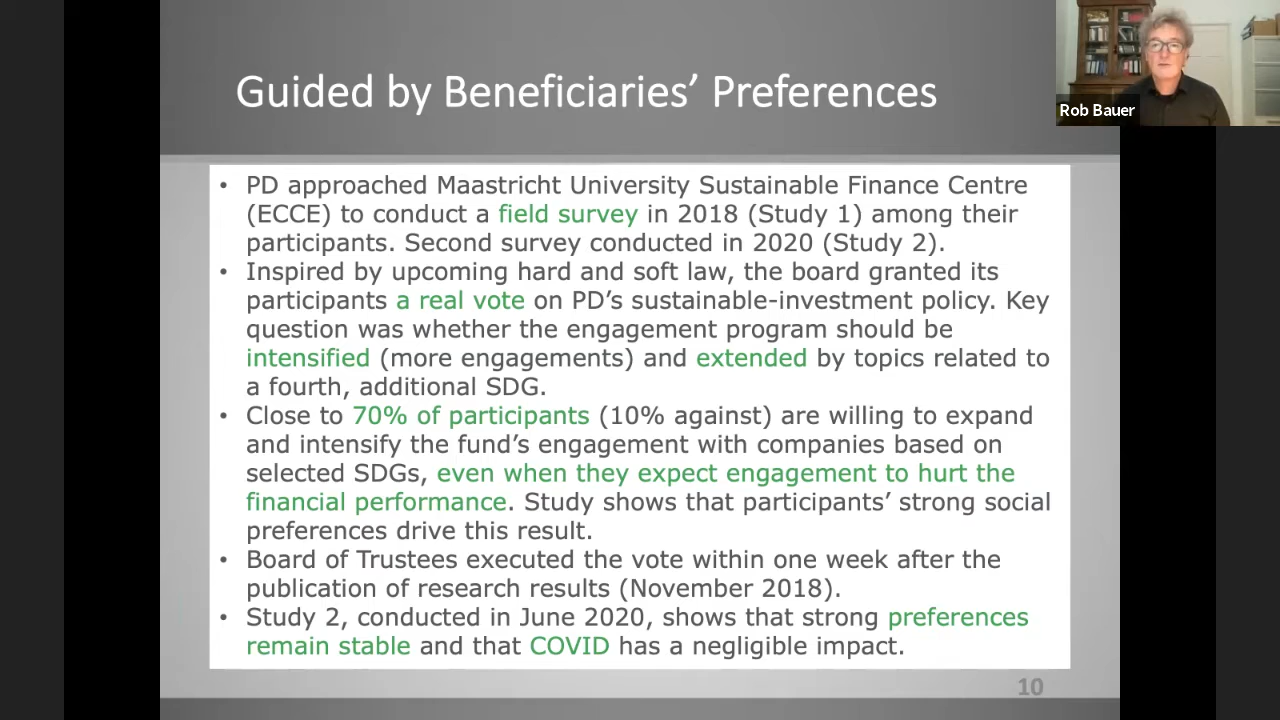 Guided by Beneficiaries’ Preferences
Rob Bauer
• PD approached Maastricht University Sustainable Finance Centre
(ECCE) to conduct a field survey in 2018 (Study 1) among their
participants. Second survey conducted in 2020 (Study 2).
• Inspired by upcoming hard and soft law, the board granted its
participants a real vote on PD’s sustainable-investment policy. Key
question was whether the engagement program should be
intensified (more engagements) and extended by topics related to
a fourth, additional SDG.
• Close to 70% of participants (10% against) are willing to expand
and intensify the fund’s engagement with companies based on
selected SDGs, even when they expect engagement to hurt the
financial performance. Study shows that participants’ strong social
preferences drive this result.
• Board of Trustees executed the vote within one week after the
publication of research results (November 2018).
• Study 2, conducted in June 2020, shows that strong preferences
remain stable and that COVID has a negligible impact.
10